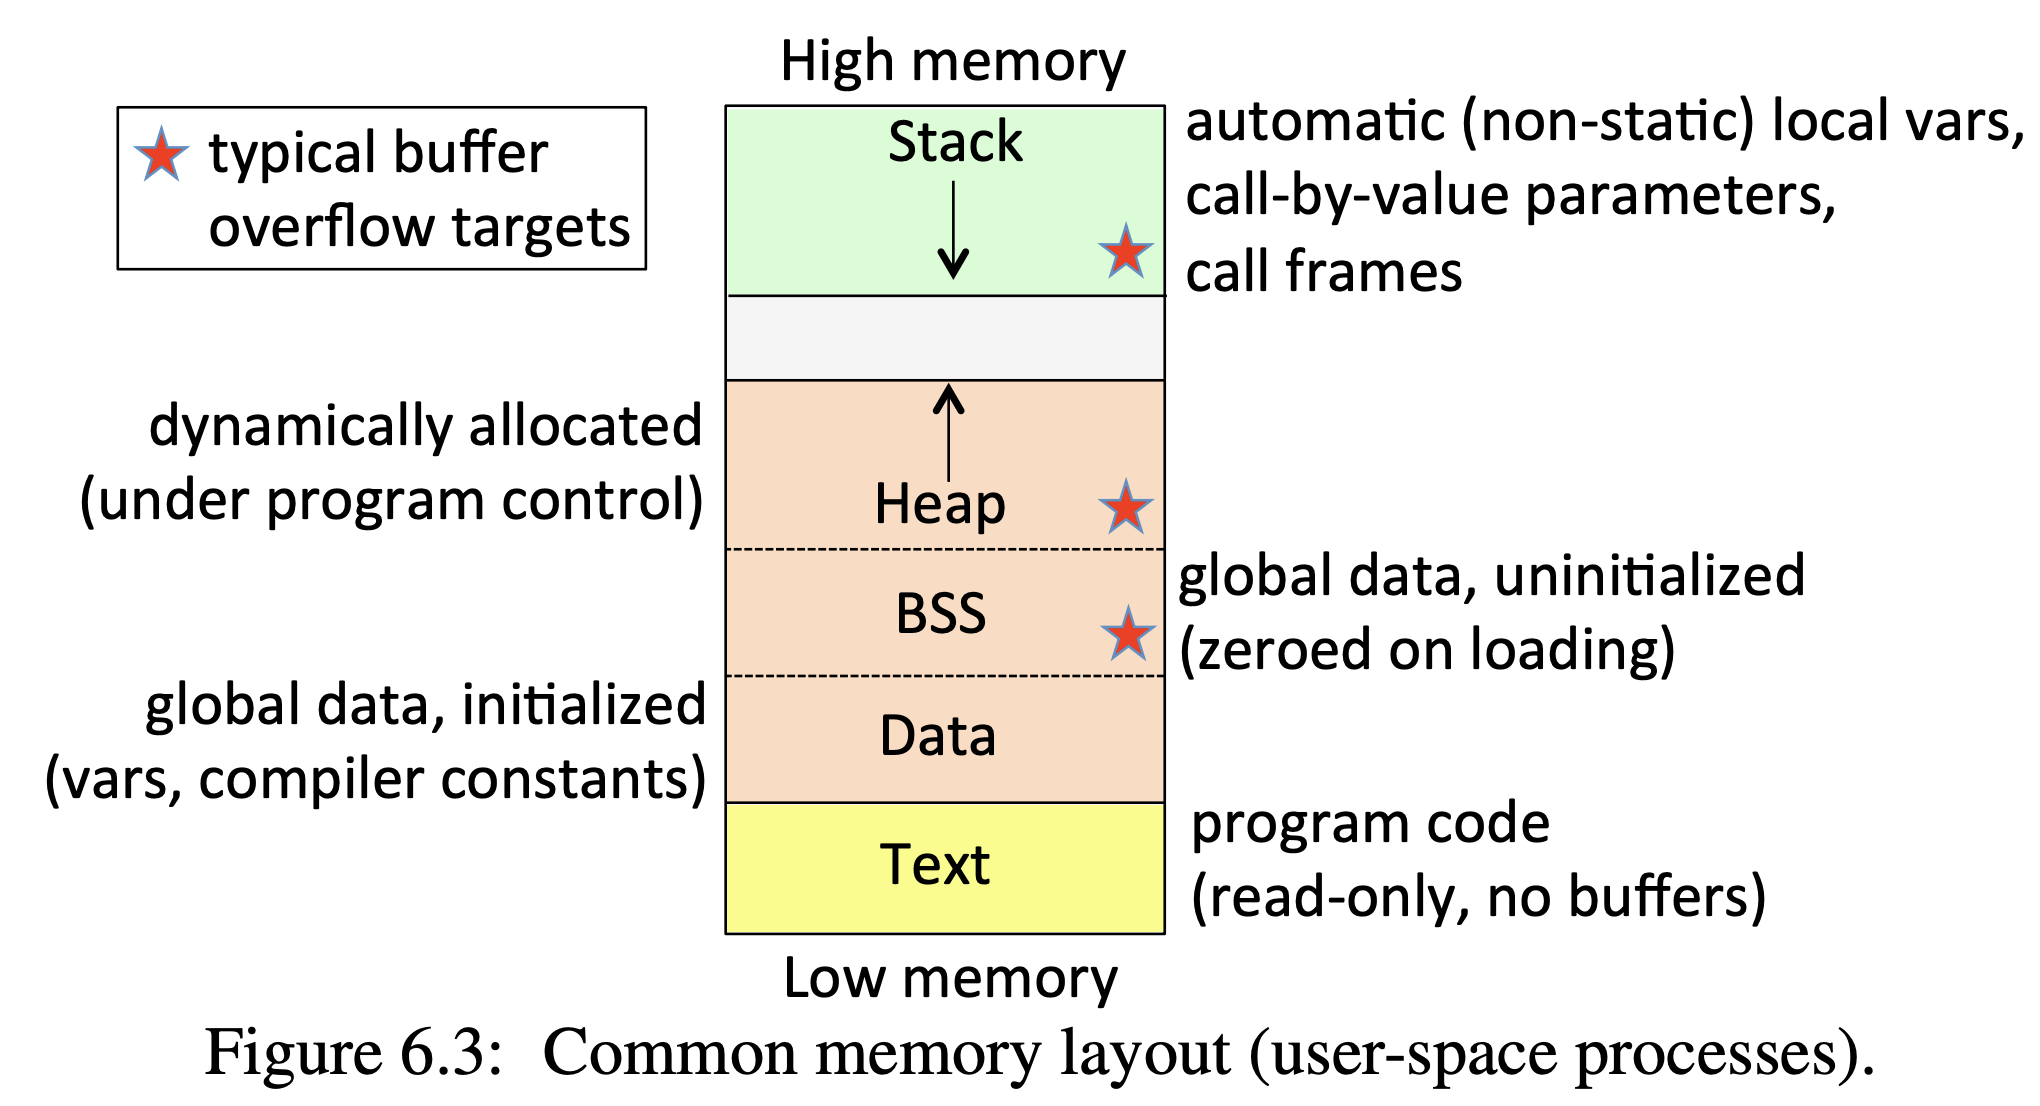 High memory
typical buffer
overflow targets
Stack
automatic (non-static) local vars,
call-by-value parameters,
call frames
dynamically allocated
(under program control)
Heap
BSS
global data, uninitialized
(zeroed on loading)
global data, initialized
(vars, compiler constants)
Data
Text
program code
(read-only, no buffers)
Low memory
Figure 6.3: Common memory layout (user-space processes).